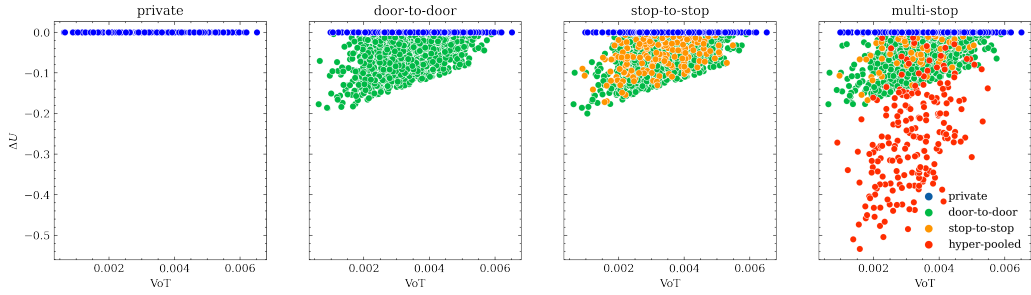 private door-to-door stop-to-stop multi-stop
0.0
−0.1
−0.2
−0.3
−0.4
−0.5
ΔU
private
door-to-door
stop-to-stop
hyper-pooled
0.002 0.004 0.006 0.002 0.004 0.006 0.002 0.004 0.006 0.002 0.004 0.006
VoT VoT VoT VoT